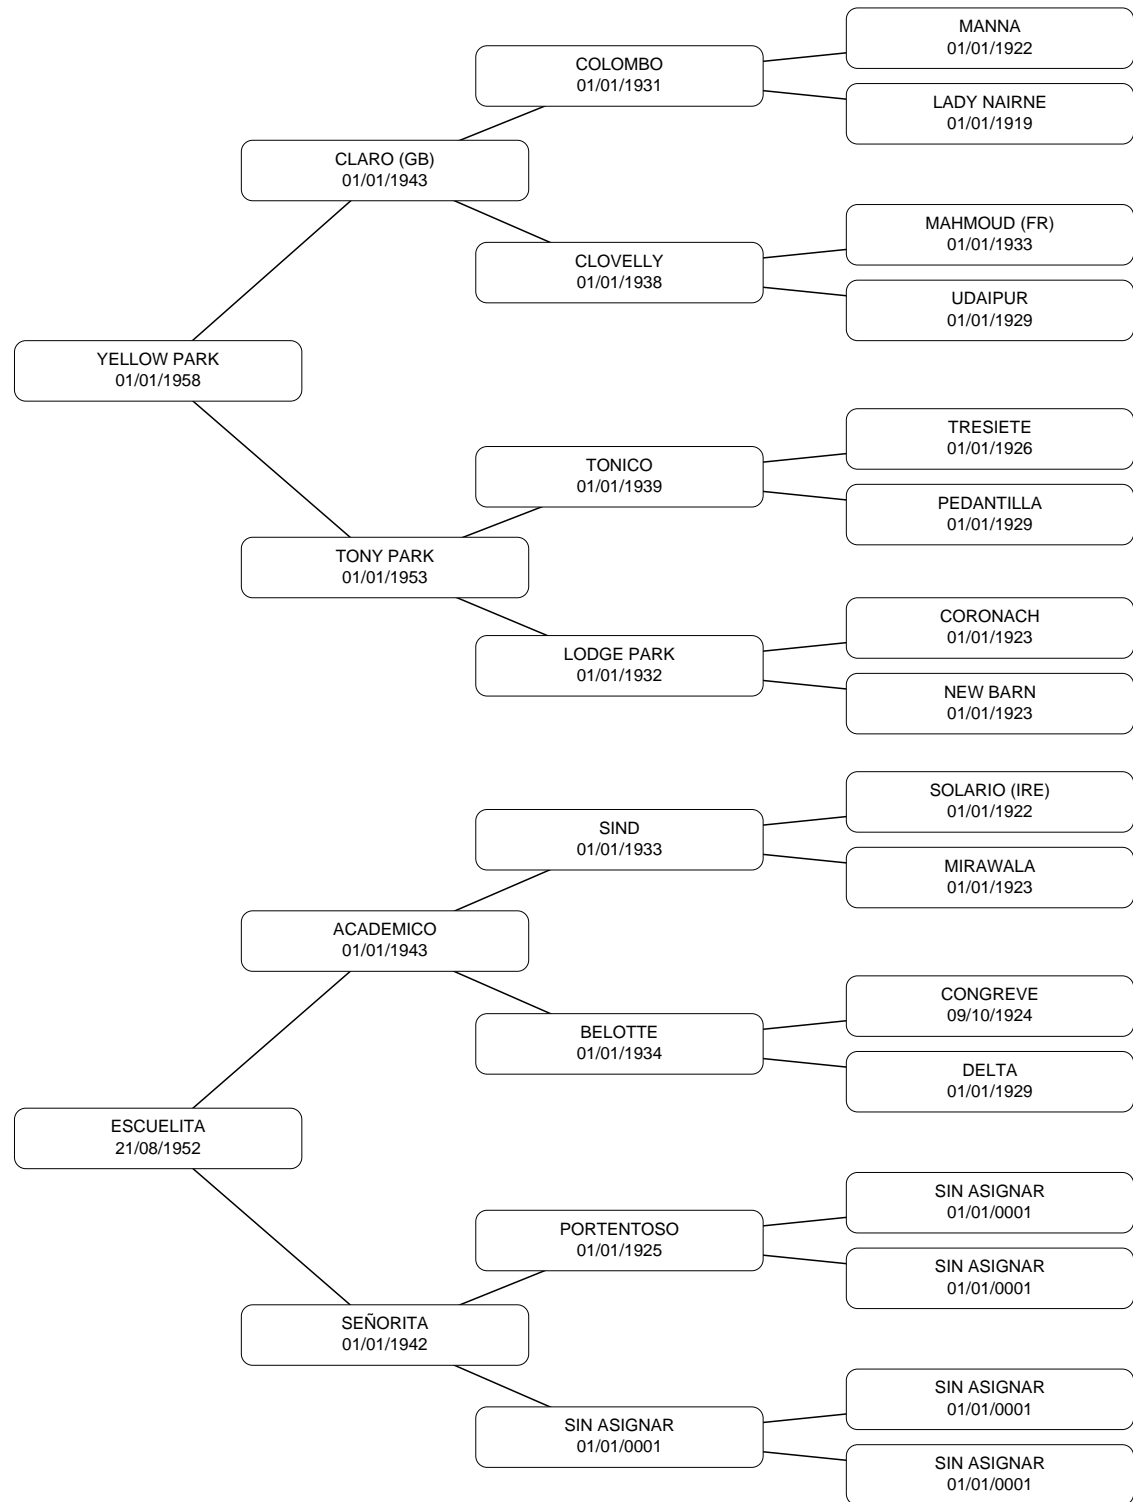 MANNA
01/01/1922
COLOMBO
01/01/1931
LADY NAIRNE
01/01/1919
CLARO (GB)
01/01/1943
MAHMOUD (FR)
01/01/1933
CLOVELLY
01/01/1938
UDAIPUR
01/01/1929
YELLOW PARK
01/01/1958
TRESIETE
01/01/1926
TONICO
01/01/1939
PEDANTILLA
01/01/1929
TONY PARK
01/01/1953
CORONACH
01/01/1923
LODGE PARK
01/01/1932
NEW BARN
01/01/1923
SOLARIO (IRE)
01/01/1922
SIND
01/01/1933
MIRAWALA
01/01/1923
ACADEMICO
01/01/1943
CONGREVE
09/10/1924
BELOTTE
01/01/1934
DELTA
01/01/1929
ESCUELITA
21/08/1952
SIN ASIGNAR
01/01/0001
PORTENTOSO
01/01/1925
SIN ASIGNAR
01/01/0001
SEÑORITA
01/01/1942
SIN ASIGNAR
01/01/0001
SIN ASIGNAR
01/01/0001
SIN ASIGNAR
01/01/0001